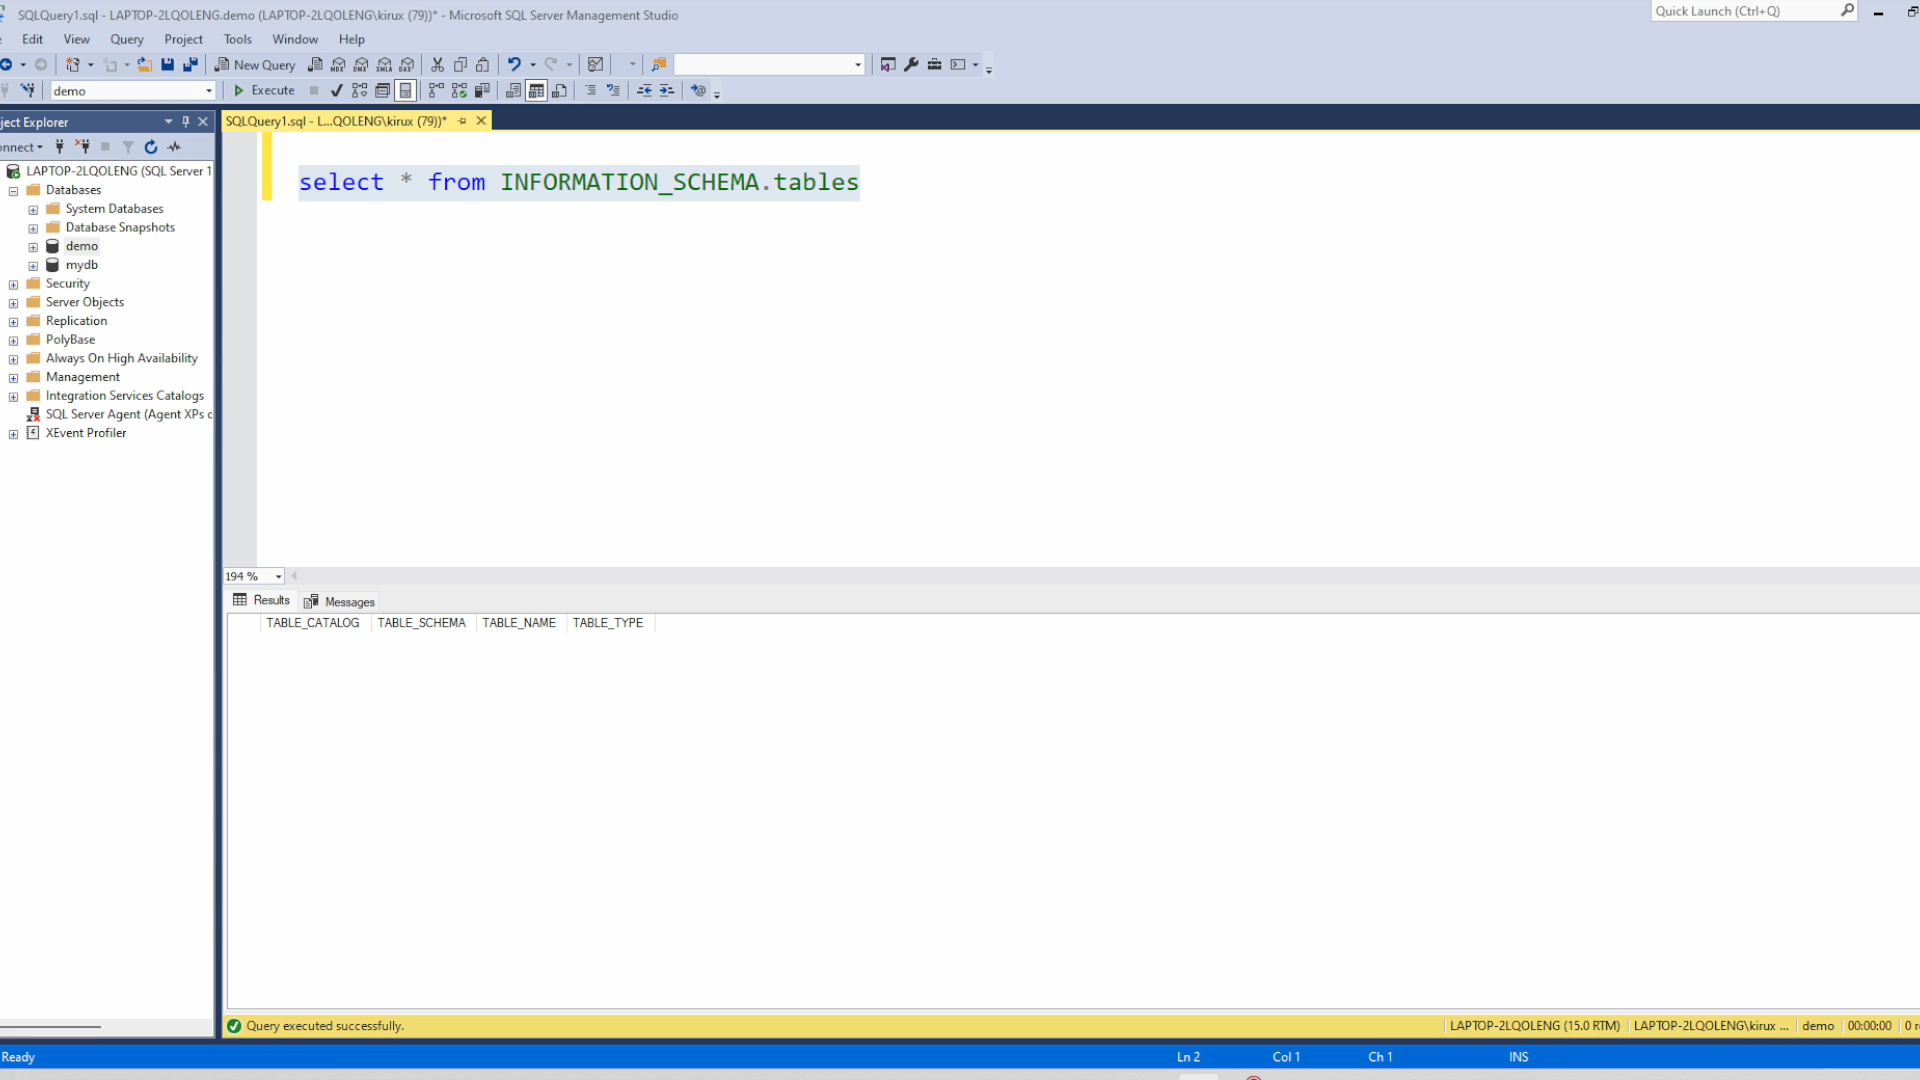 SQLQuery1.sql - LAPTOP-2LQOLENG.demo (LAPTOP-2LQOLENG\kirux (79))* - Microsoft SQL Server Management Studio
Quick Launch (Ctrl+Q)
Edit View Query Project Tools Window Help
New Query
demo
Execute
ject Explorer
SQLQuery1.sql - L...QOLENG\kirux (79))*
onnect
LAPTOP-2LQOLENG (SQL Server 1
Databases
System Databases
Database Snapshots
demo
mydb
Security
Server Objects
Replication
PolyBase
Always On High Availability
Management
Integration Services Catalogs
SQL Server Agent (Agent XPs c
XEvent Profiler
select * from INFORMATION_SCHEMA.tables
194 %
Results Messages
TABLE_CATALOG TABLE_SCHEMA TABLE_NAME TABLE_TYPE
Query executed successfully.
LAPTOP-2LQOLENG (15.0 RTM) LAPTOP-2LQOLENG\kirux ... demo 00:00:00 0 r
Ready
Ln 2 Col 1 Ch 1 INS